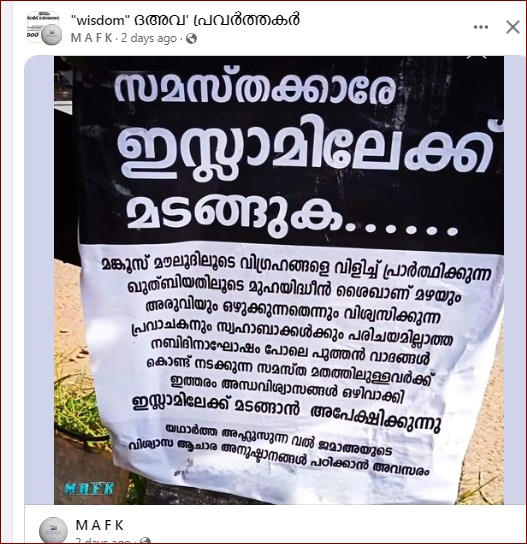 "wisdom" ദഅവ' പ്രവർത്തകർ
M A F K · 2 days ago ·
സമസ്തക്കാരേ
ഇസ്ലാമിലേക്ക്
മടങ്ങുക......
മങ്കൂസ് മൗലൂദിലൂടെ വിഗ്രഹങ്ങളെ വിളിച്ച് പ്രാർത്ഥിക്കുന്ന
ഖുത്ബിയതിലൂടെ മുഹയിദ്ധീൻ ശൈഖാണ് മഴയും
അരുവിയും ഒഴുക്കുന്നതെന്നും വിശ്വസിക്കുന്ന
പ്രവാചകനും സ്വഹാബാക്കൾക്കും പരിചയമില്ലാത്ത
നബിദിനാഘോഷം പോലെ പുത്തൻ വാദങ്ങൾ
കൊണ്ട് നടക്കുന്ന സമസ്ത മതത്തിലുള്ളവർക്ക്
ഇത്തരം അന്ധവിശ്വാസങ്ങൾ ഒഴിവാക്കി
ഇസ്ലാമിലേക്ക് മടങ്ങാൻ അപേക്ഷിക്കുന്നു
യഥാർത്ത അഹ്ലുസുന്ന വൽ ജമാഅയുടെ
വിശ്വാസ ആചാര അനുഷ്ടാനങ്ങൾ പഠിക്കാൻ അവസരം
MAFK
M A F K
2 days ago ·